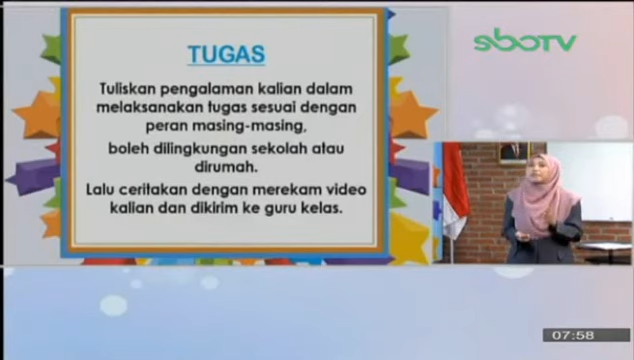 TUGAS
Tuliskan pengalaman kalian dalam
melaksanakan tugas sesuai dengan
peran masing-masing,
boleh dilingkungan sekolah atau
dirumah.
Lalu ceritakan dengan merekam video
kalian dan dikirim ke guru kelas.
sboTV
07:58